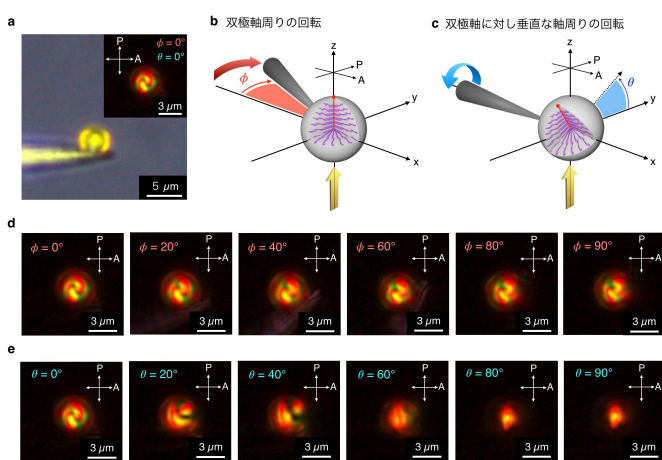 a
P
A
ϕ = 0°
θ = 0°
3 μm
5 μm
b 双極軸周りの回転
z
P
A
ϕ
y
x
c 双極軸に対し垂直な軸周りの回転
z
P
A
θ
y
x
d
ϕ = 0°
P
A
3 μm
ϕ = 20°
P
A
3 μm
ϕ = 40°
P
A
3 μm
ϕ = 60°
P
A
3 μm
ϕ = 80°
P
A
3 μm
ϕ = 90°
P
A
3 μm
e
θ = 0°
P
A
3 μm
θ = 20°
P
A
3 μm
θ = 40°
P
A
3 μm
θ = 60°
P
A
3 μm
θ = 80°
P
A
3 μm
θ = 90°
P
A
3 μm